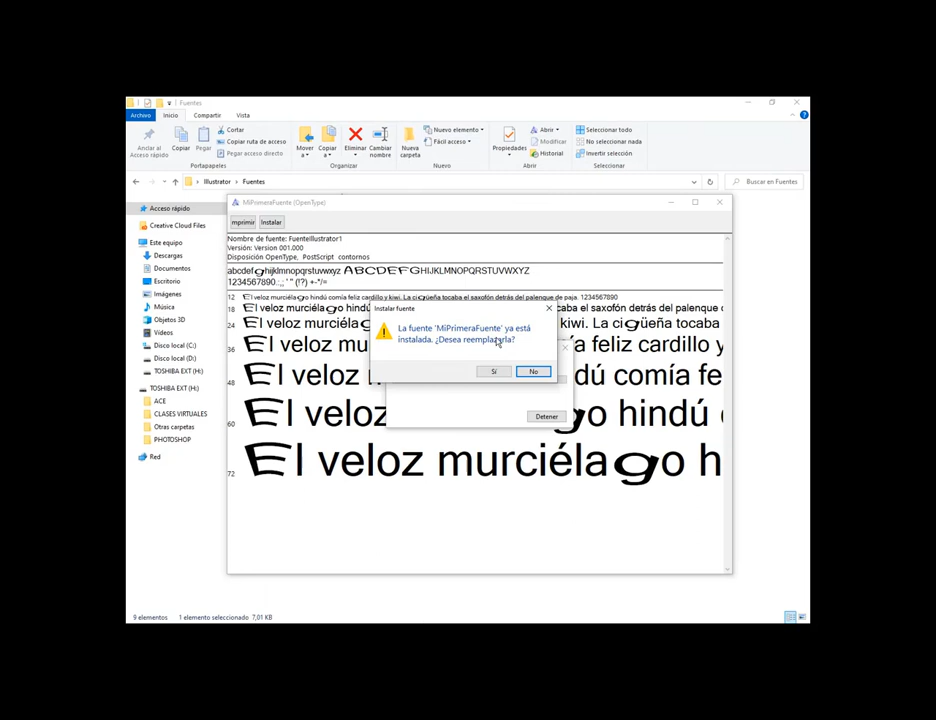 Fuentes
Archivo Inicio Compartir Vista
Anclar al Acceso rápido
Copiar
Pegar
Cortar
Copiar ruta de acceso
Pegar acceso directo
Portapapeles
Mover a
Copiar a
Eliminar
Cambiar nombre
Organizar
Nueva carpeta
Nuevo elemento
Fácil acceso
Nuevo
Propiedades
Abrir
Modificar
Historial
Abrir
Seleccionar todo
No seleccionar nada
Invertir selección
Seleccionar
Illustrator > Fuentes
Buscar en Fuentes
Acceso rápido
Creative Cloud Files
Este equipo
Descargas
Documentos
Escritorio
Imágenes
Música
Objetos 3D
Vídeos
Disco local (C:)
Disco local (D:)
TOSHIBA EXT (H:)
TOSHIBA EXT (H:)
ACE
CLASES VIRTUALES
Otras carpetas
PHOTOSHOP
Red
MiPrimeraFuente (OpenType)
mprimir Instalar
Nombre de fuente: FuenteIllustrator1
Versión: Version 001.000
Disposición OpenType, PostScript contornos
abcdefghijklmnopqrstuvwxyz ABCDEFGHIJKLMNOPQRSTUVWXYZ
1234567890.:,; ' " (!?) +-*/=
12 El veloz murciélago hindú comía feliz cardillo y kiwi. La cigüeña tocaba el saxofón detrás del palenque de paja. 1234567890
18 El veloz murciélago hindú caba el saxofón detrás del palenque
24 El veloz murciélago kiwi. La cigüeña tocaba
36 El veloz mu a feliz cardillo y
48 El veloz dú comía fe
60 El veloz go hindú
72 El veloz murciélago h
Instalar fuente
La fuente 'MiPrimeraFuente' ya está
instalada. ¿Desea reemplazarla?
Sí No
Detener
9 elementos 1 elemento seleccionado 7,01 KB